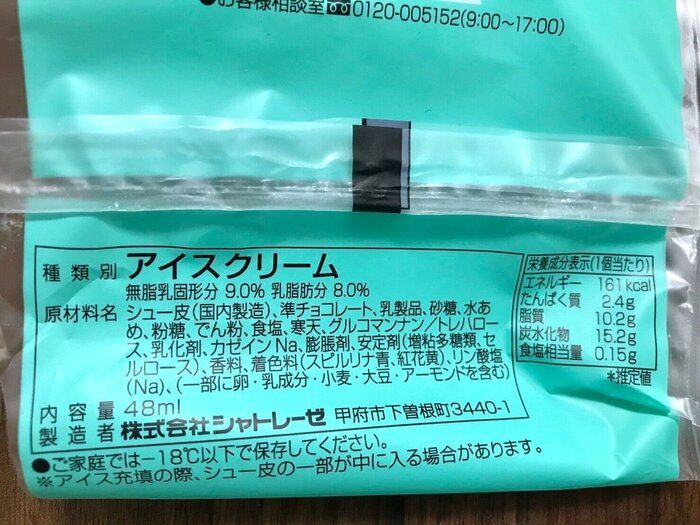 ●お客様相談室 0120-005152(9:00〜17:00)
種類別 アイスクリーム
無脂乳固形分 9.0% 乳脂肪分 8.0%
原材料名 シュー皮(国内製造)、準チョコレート、乳製品、砂糖、水あ
め、粉糖、でん粉、食塩、寒天、グルコマンナン/トレハロー
ス、乳化剤、カゼインNa、膨脹剤、安定剤(増粘多糖類、セ
ルロース)、香料、着色料(スピルリナ青、紅花黄)、リン酸塩
(Na)、(一部に卵・乳成分・小麦・大豆・アーモンドを含む)
内容量 48ml
製造者 株式会社シャトレーゼ 甲府市下曽根町3440-1
栄養成分表示(1個当たり)
エネルギー 161kcal
たんぱく質 2.4g
脂質 10.2g
炭水化物 15.2g
食塩相当量 0.15g
*推定値
●ご家庭では-18℃以下で保存してください。
※アイス充填の際、シュー皮の一部が中に入る場合があります。